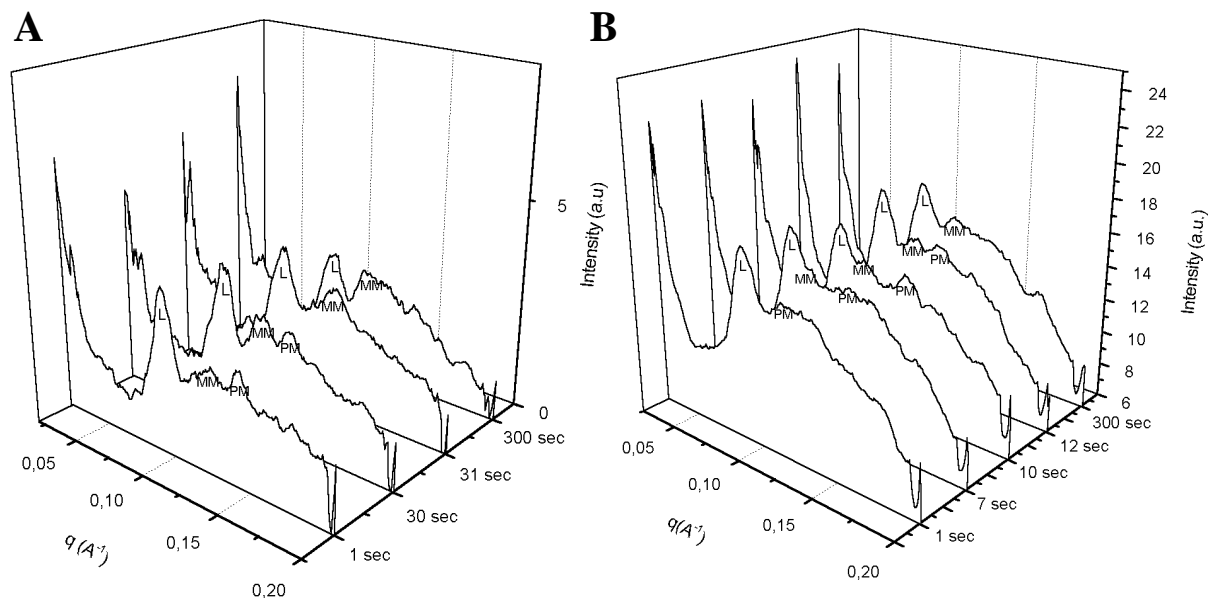 A
B
5
0
Intensity (a.u)
L
L
L
L
MM
MM
MM
MM
PM
PM
0,05
0,10
0,15
0,20
q (A⁻¹)
1 sec
30 sec
31 sec
300 sec
24
22
20
18
16
14
12
10
8
6
Intensity (a.u.)
L
L
L
L
L
MM
MM
MM
MM
PM
PM
PM
PM
0,05
0,10
0,15
0,20
q (A⁻¹)
1 sec
7 sec
10 sec
12 sec
300 sec